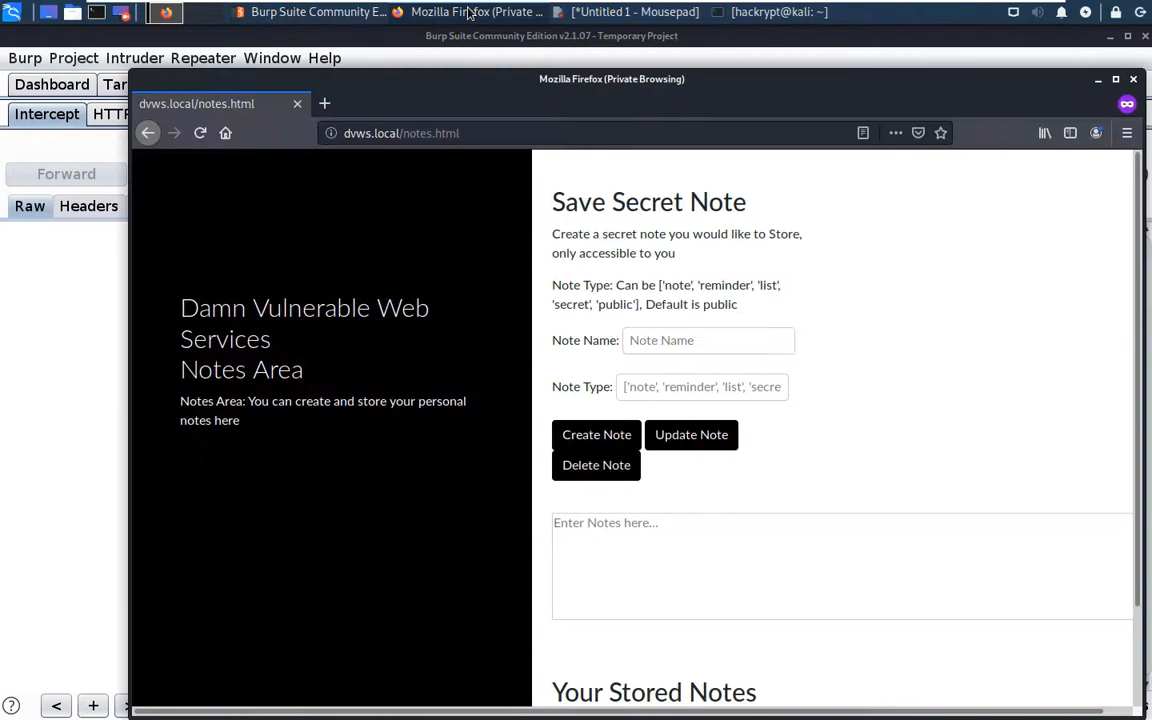 Burp Suite Community E... Mozilla Firefox (Private ... [*Untitled 1 - Mousepad] [hackrypt@kali: ~]
Burp Suite Community Edition v2.1.07 - Temporary Project
Burp Project Intruder Repeater Window Help
Dashboard Tar
Mozilla Firefox (Private Browsing)
dvws.local/notes.html
Intercept HTTP
dvws.local/notes.html
Forward
Raw Headers
Damn Vulnerable Web
Services
Notes Area
Notes Area: You can create and store your personal
notes here
Save Secret Note
Create a secret note you would like to Store,
only accessible to you
Note Type: Can be ['note', 'reminder', 'list',
'secret', 'public'], Default is public
Note Name: Note Name
Note Type: ['note', 'reminder', 'list', 'secre
Create Note Update Note
Delete Note
Enter Notes here...
Your Stored Notes
? < + >